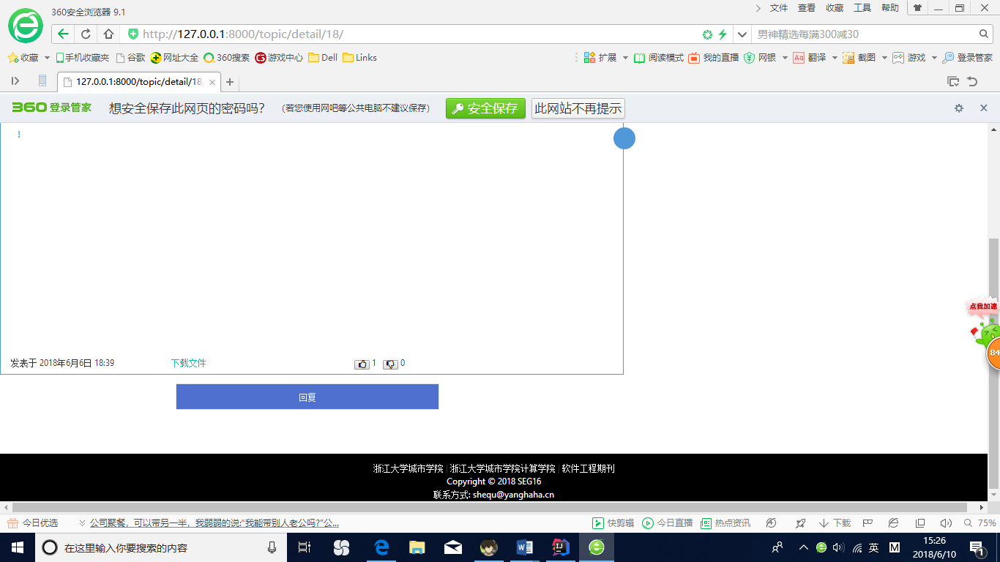 360安全浏览器 9.1
文件 查看 收藏 工具 帮助
http://127.0.0.1:8000/topic/detail/18/
男神精选每满300减30
收藏 手机收藏夹 谷歌 网址大全 360搜索 游戏中心 Dell Links
扩展 阅读模式 我的直播 网银 翻译 截图 游戏 登录管家
127.0.0.1:8000/topic/detail/18
360 登录管家 想安全保存此网页的密码吗? (若您使用网吧等公共电脑不建议保存) 安全保存 此网站不再提示
!
点我加速
84
发表于 2018年6月6日 18:39 下载文件 1 0
回复
浙江大学城市学院 | 浙江大学城市学院计算学院 | 软件工程期刊
Copyright © 2018 SEG16
联系方式: shequ@yanghaha.cn
今日优选 公司聚餐，可以带另一半，我弱弱的说:“我能带别人老公吗?”公...
快剪辑 今日直播 热点资讯 下载 75%
在这里输入你要搜索的内容
英 M
15:26
2018/6/10
1